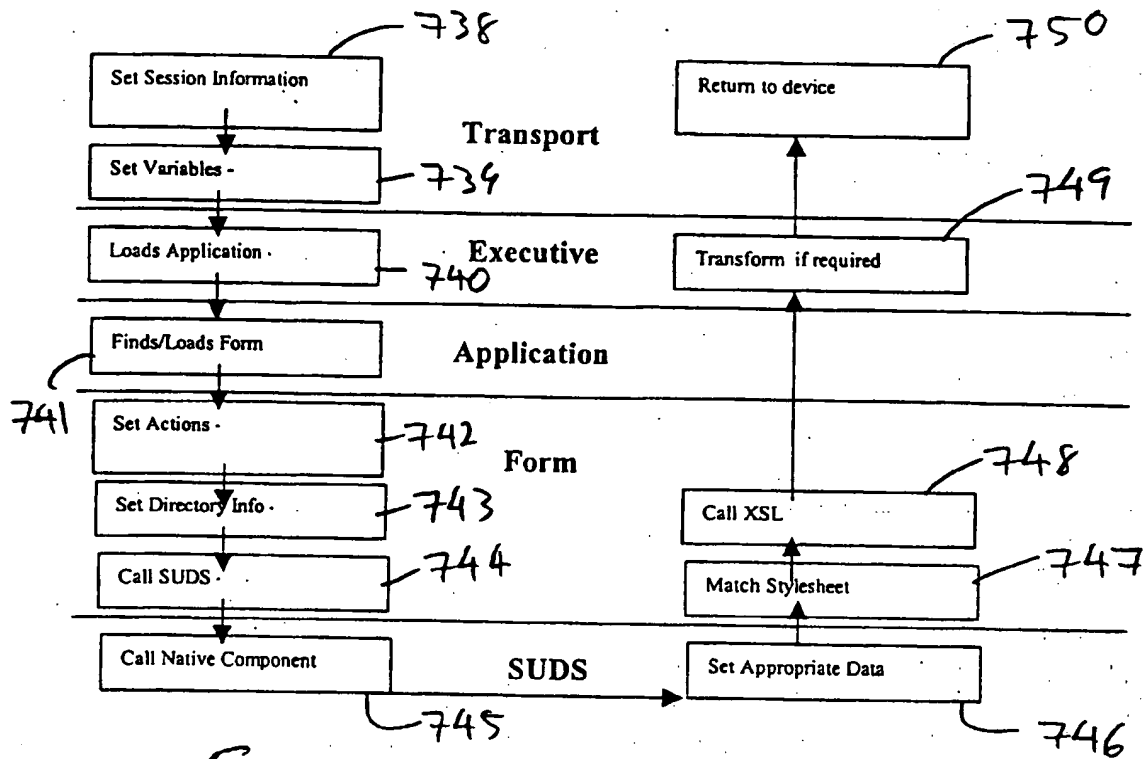 738
750
Set Session Information
Return to device
Transport
Set Variables -
739
749
Loads Application -
Executive
Transform if required
740
Finds/Loads Form
Application
741
Set Actions -
742
Form
748
Set Directory Info -
743
Call XSL
744
747
Call SUDS -
Match Stylesheet
Call Native Component
SUDS
Set Appropriate Data
745
746